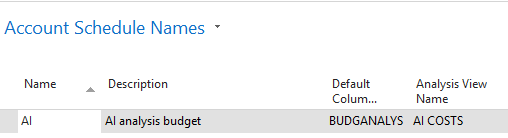 Account Schedule Names
Name Description Default Colum... Analysis View Name
AI AI analysis budget BUDGANALYS AI COSTS